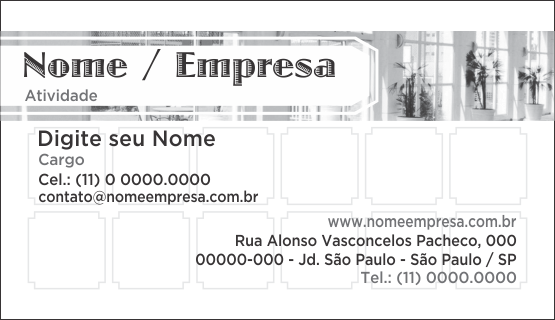 Nome / Empresa
Atividade
Digite seu Nome
Cargo
Cel.: (11) 0 0000.0000
contato@nomeempresa.com.br
www.nomeempresa.com.br
Rua Alonso Vasconcelos Pacheco, 000
00000-000 - Jd. São Paulo - São Paulo / SP
Tel.: (11) 0000.0000